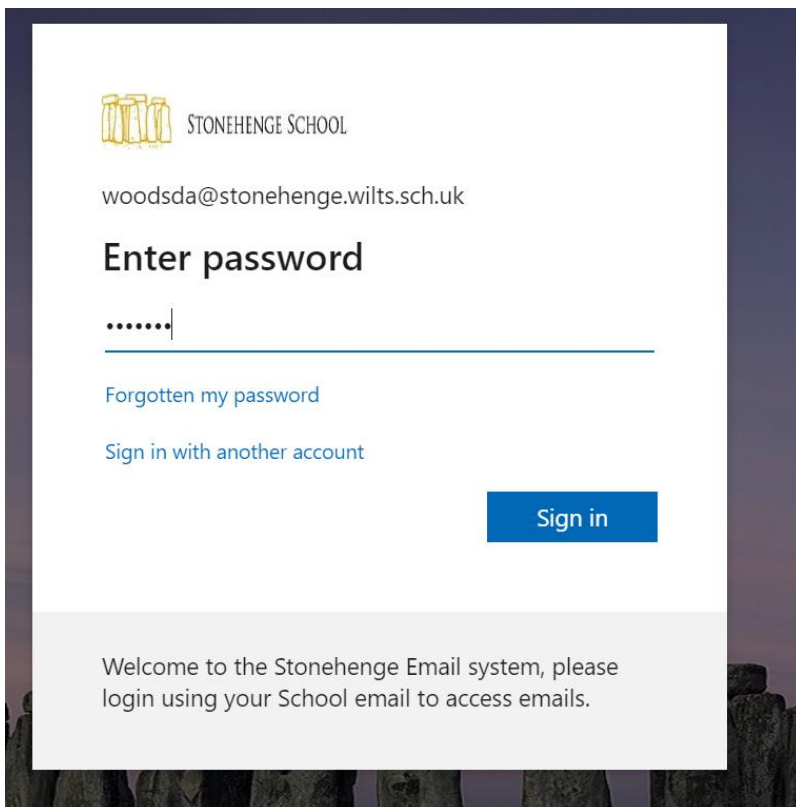 STONEHENGE SCHOOL
woodsda@stonehenge.wilts.sch.uk
Enter password
•••••••
Forgotten my password
Sign in with another account
Sign in
Welcome to the Stonehenge Email system, please
login using your School email to access emails.